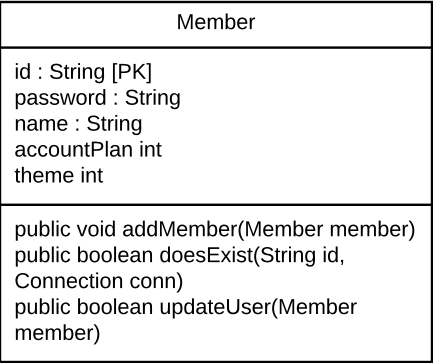 Member
id : String [PK]
password : String
name : String
accountPlan int
theme int
public void addMember(Member member)
public boolean doesExist(String id,
Connection conn)
public boolean updateUser(Member
member)